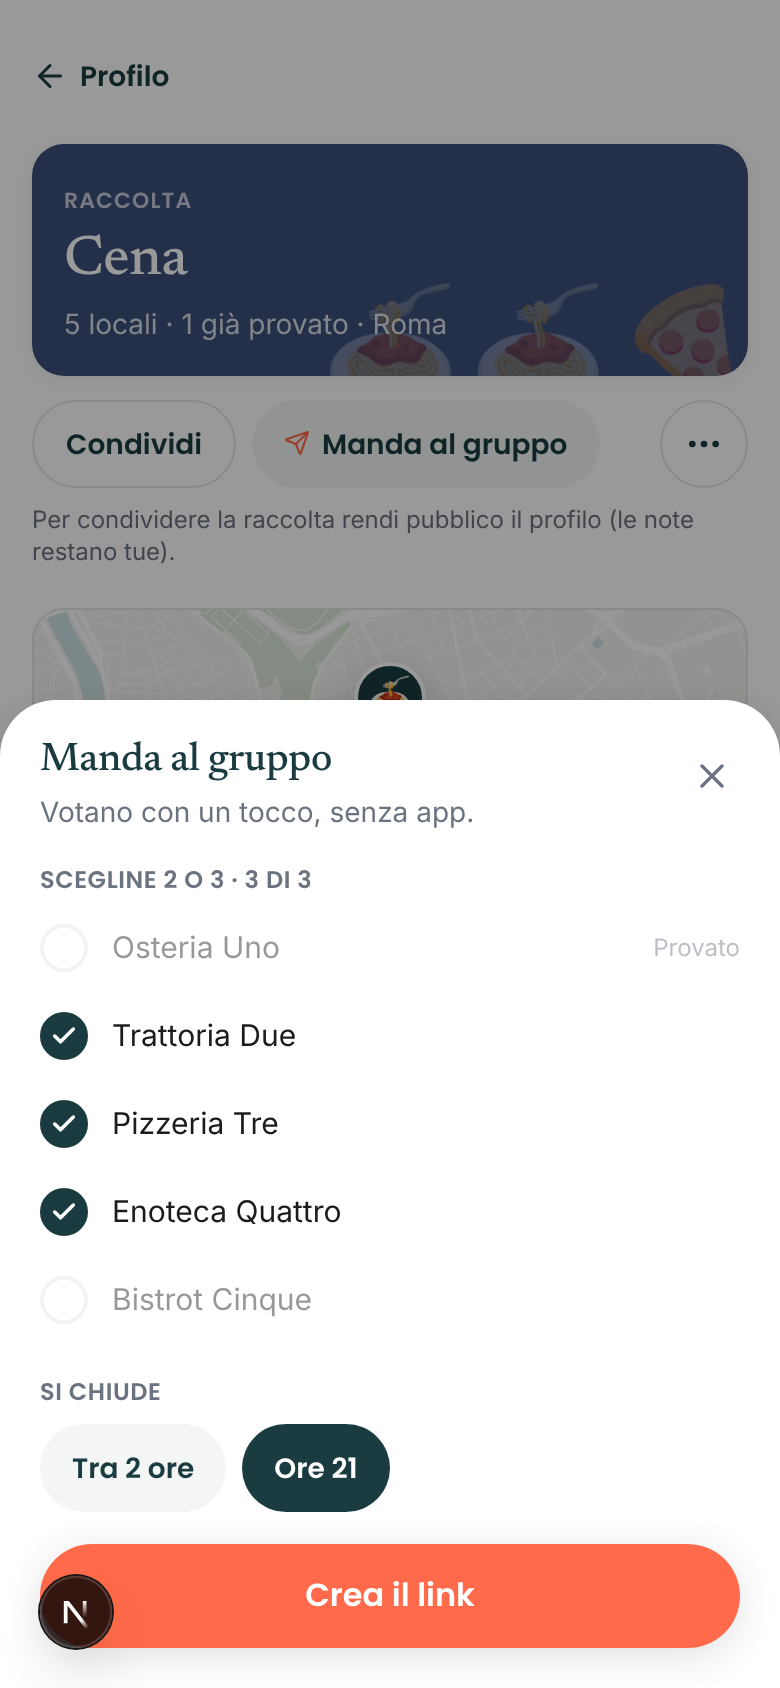 Profilo
RACCOLTA
Cena
5 locali · 1 già provato · Roma
Condividi
Manda al gruppo
Per condividere la raccolta rendi pubblico il profilo (le note
restano tue).
Manda al gruppo
Votano con un tocco, senza app.
SCEGLINE 2 O 3 · 3 DI 3
Osteria Uno
Provato
Trattoria Due
Pizzeria Tre
Enoteca Quattro
Bistrot Cinque
SI CHIUDE
Tra 2 ore
Ore 21
Crea il link
N